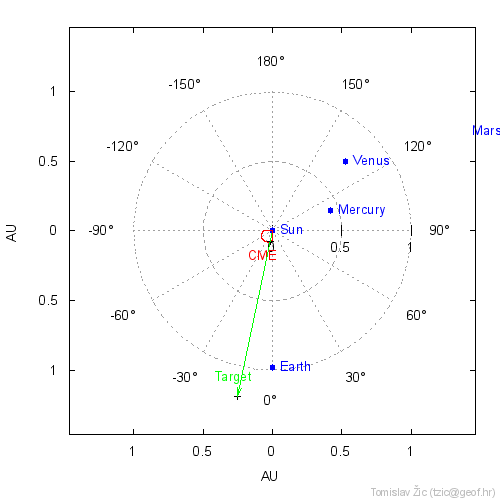 180°
-150°
150°
1
Mars
-120°
120°
0.5
Venus
Mercury
AU
0
-90°
Sun
0.5
1
90°
CME
0.5
-60°
60°
Earth
1
-30°
Target
30°
0°
1
0.5
0
0.5
1
AU
Tomislav Žic (tzic@geof.hr)